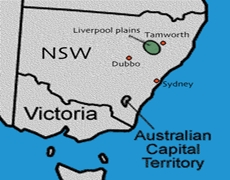 Liverpool plains
Tamworth
NSW
Dubbo
Sydney
Victoria
Australian
Capital
Territory